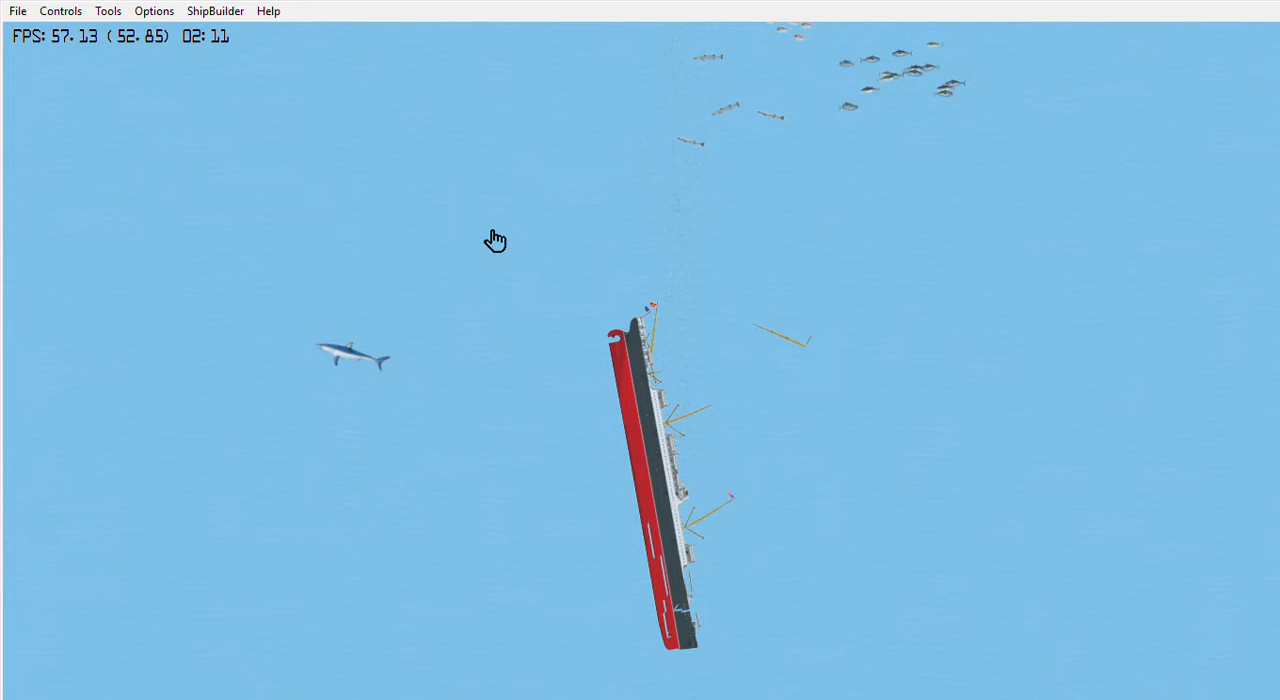 File Controls Tools Options ShipBuilder Help
FPS: 57.13 (52.85) 02:11